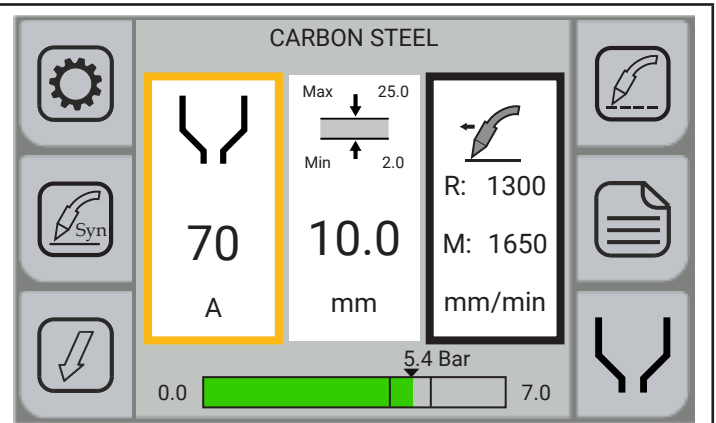 CARBON STEEL
Max 25.0
Min 2.0
R: 1300
Syn
70
10.0
M: 1650
A
mm
mm/min
5.4 Bar
0.0
7.0